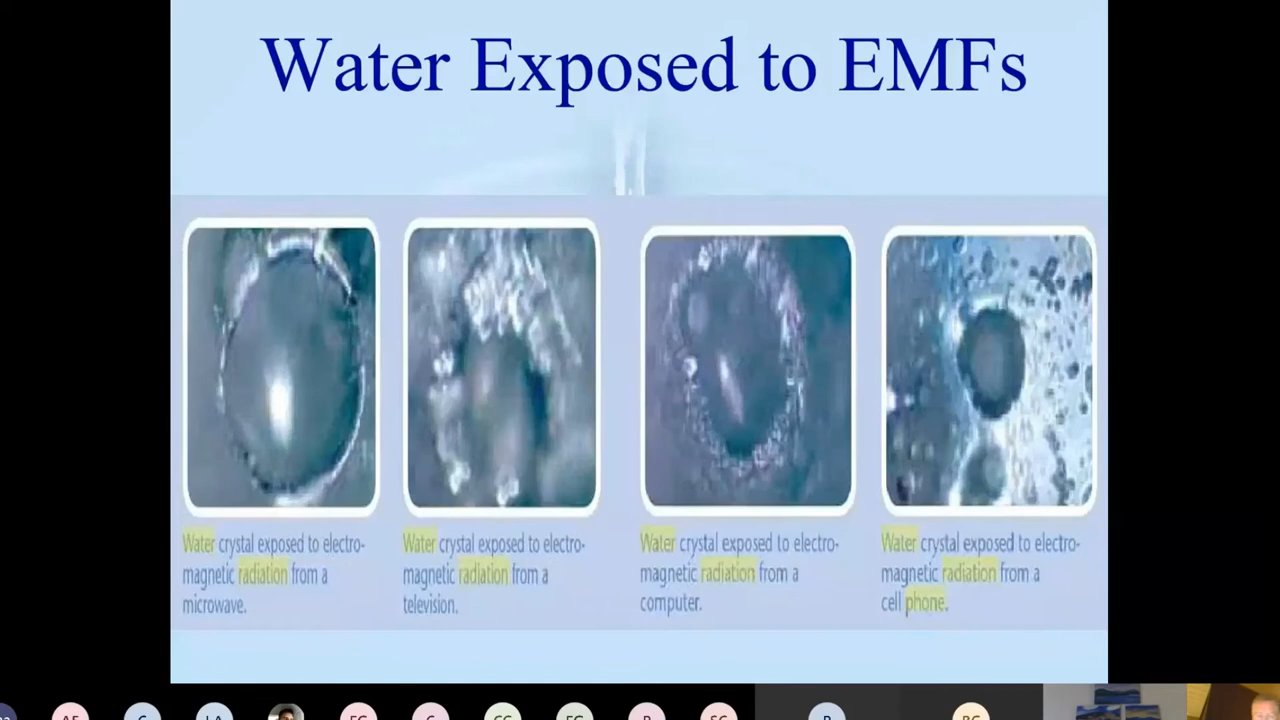 Water Exposed to EMFs
Water crystal exposed to electro-
magnetic radiation from a
microwave.
Water crystal exposed to electro-
magnetic radiation from a
television.
Water crystal exposed to electro-
magnetic radiation from a
computer.
Water crystal exposed to electro-
magnetic radiation from a
cell phone.